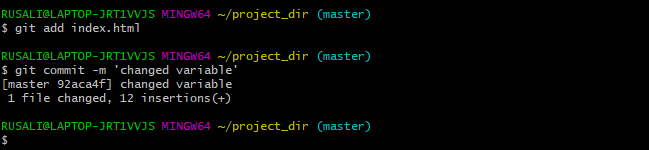 RUSALI@LAPTOP-JRT1VVJS MINGW64 ~/project_dir (master)
$ git add index.html
RUSALI@LAPTOP-JRT1VVJS MINGW64 ~/project_dir (master)
$ git commit -m 'changed variable'
[master 92aca4f] changed variable
 1 file changed, 12 insertions(+)
RUSALI@LAPTOP-JRT1VVJS MINGW64 ~/project_dir (master)
$